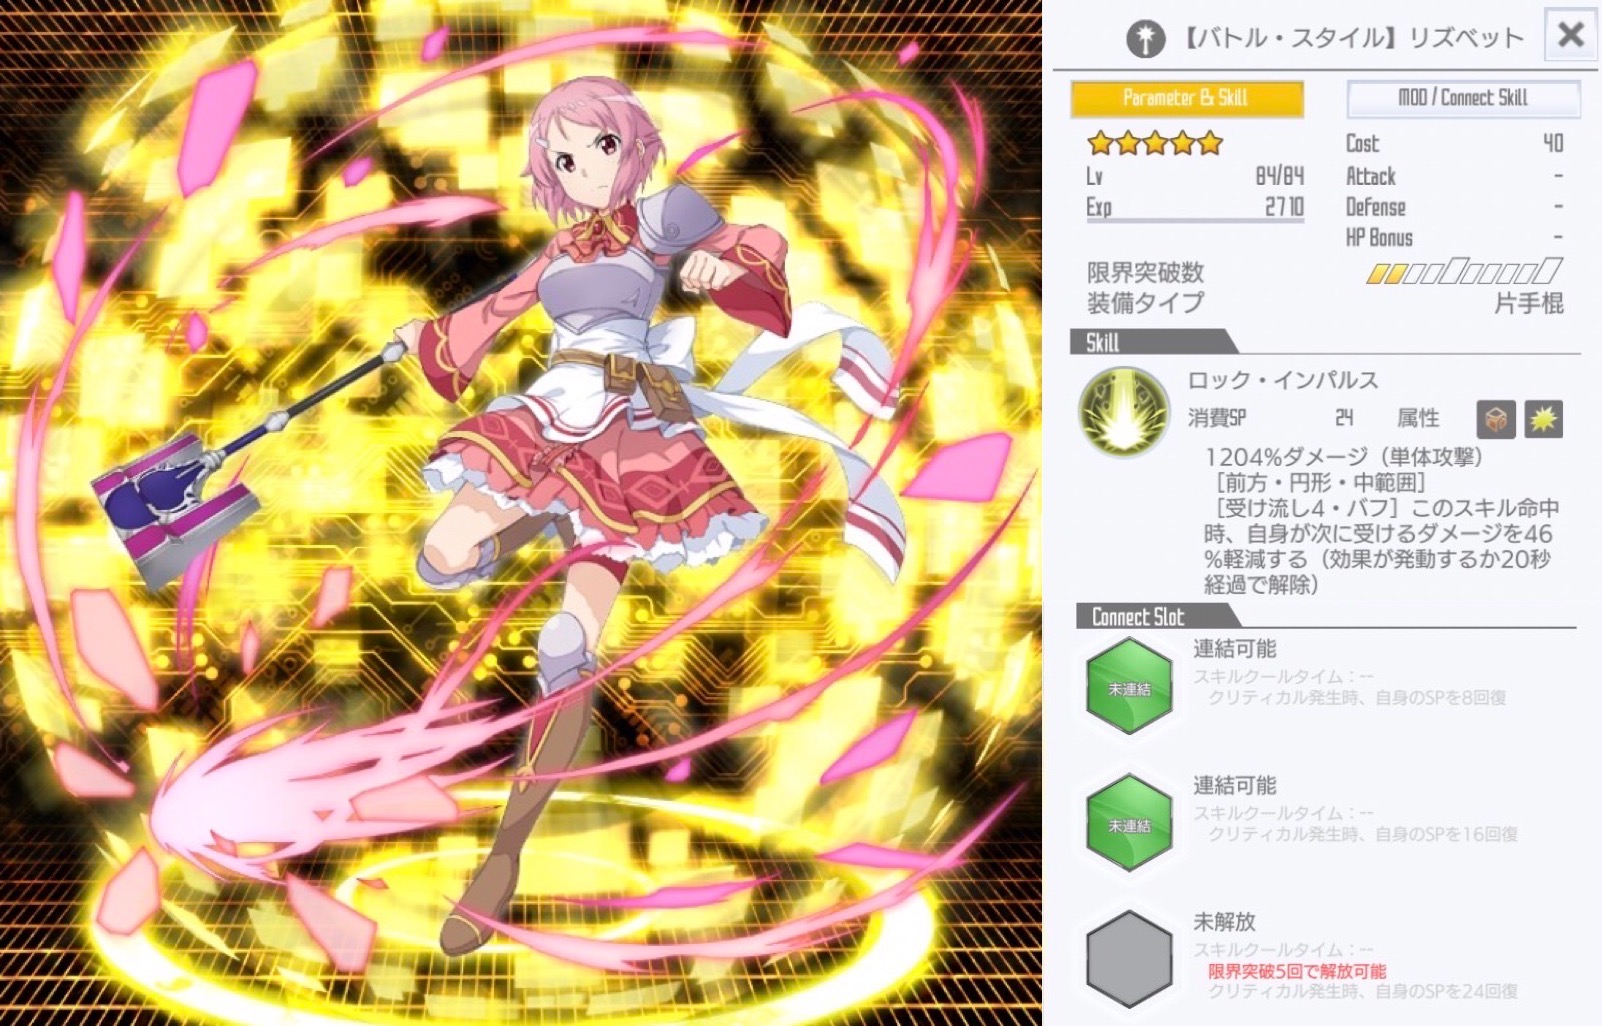 【バトル・スタイル】リズベット
Parameter & Skill
MOD / Connect Skill
Lv 84/84
Exp 2710
Cost 40
Attack -
Defense -
HP Bonus -
限界突破数
装備タイプ 片手棍
Skill
ロック・インパルス
消費SP 24 属性
1204%ダメージ（単体攻撃）
［前方・円形・中範囲］
［受け流し4・バフ］このスキル命中
時、自身が次に受けるダメージを46
%軽減する（効果が発動するか20秒
経過で解除）
Connect Slot
未連結
連結可能
スキルクールタイム：--
クリティカル発生時、自身のSPを8回復
未連結
連結可能
スキルクールタイム：--
クリティカル発生時、自身のSPを16回復
未解放
スキルクールタイム：--
限界突破5回で解放可能
クリティカル発生時、自身のSPを24回復